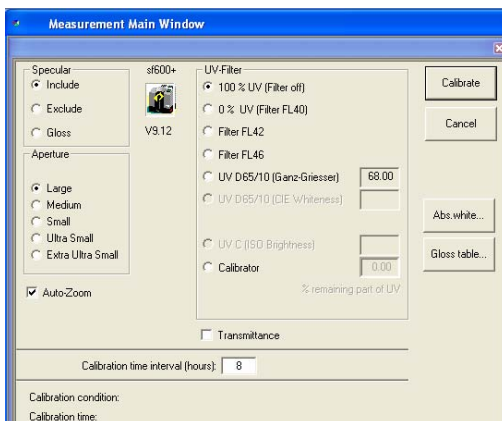 Measurement Main Window
Specular
Include
Exclude
Gloss
sf600+
V9.12
Aperture
Large
Medium
Small
Ultra Small
Extra Ultra Small
Auto-Zoom
UV-Filter
100 % UV (Filter off)
0 % UV (Filter FL40)
Filter FL42
Filter FL46
UV D65/10 (Ganz-Griesser) 68.00
UV D65/10 (CIE Whiteness)
UV C (ISO Brightness)
Calibrator 0.00
% remaining part of UV
Transmittance
Calibrate
Cancel
Abs.white...
Gloss table...
Calibration time interval (hours): 8
Calibration condition:
Calibration time: